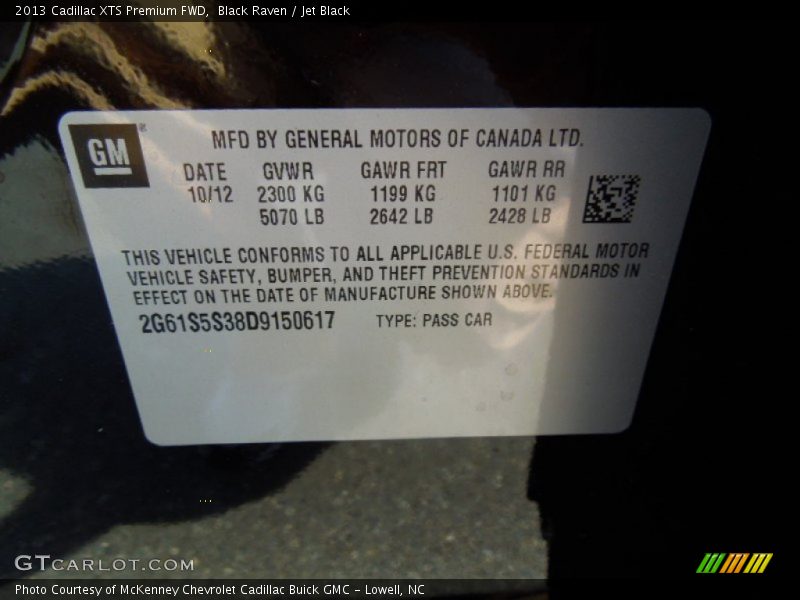 2013 Cadillac XTS Premium FWD, Black Raven / Jet Black
GM®
MFD BY GENERAL MOTORS OF CANADA LTD.
DATE GVWR GAWR FRT GAWR RR
10/12 2300 KG 1199 KG 1101 KG
5070 LB 2642 LB 2428 LB
THIS VEHICLE CONFORMS TO ALL APPLICABLE U.S. FEDERAL MOTOR
VEHICLE SAFETY, BUMPER, AND THEFT PREVENTION STANDARDS IN
EFFECT ON THE DATE OF MANUFACTURE SHOWN ABOVE.
2G61S5S38D9150617 TYPE: PASS CAR
GTCARLOT.COM
Photo Courtesy of McKenney Chevrolet Cadillac Buick GMC – Lowell, NC